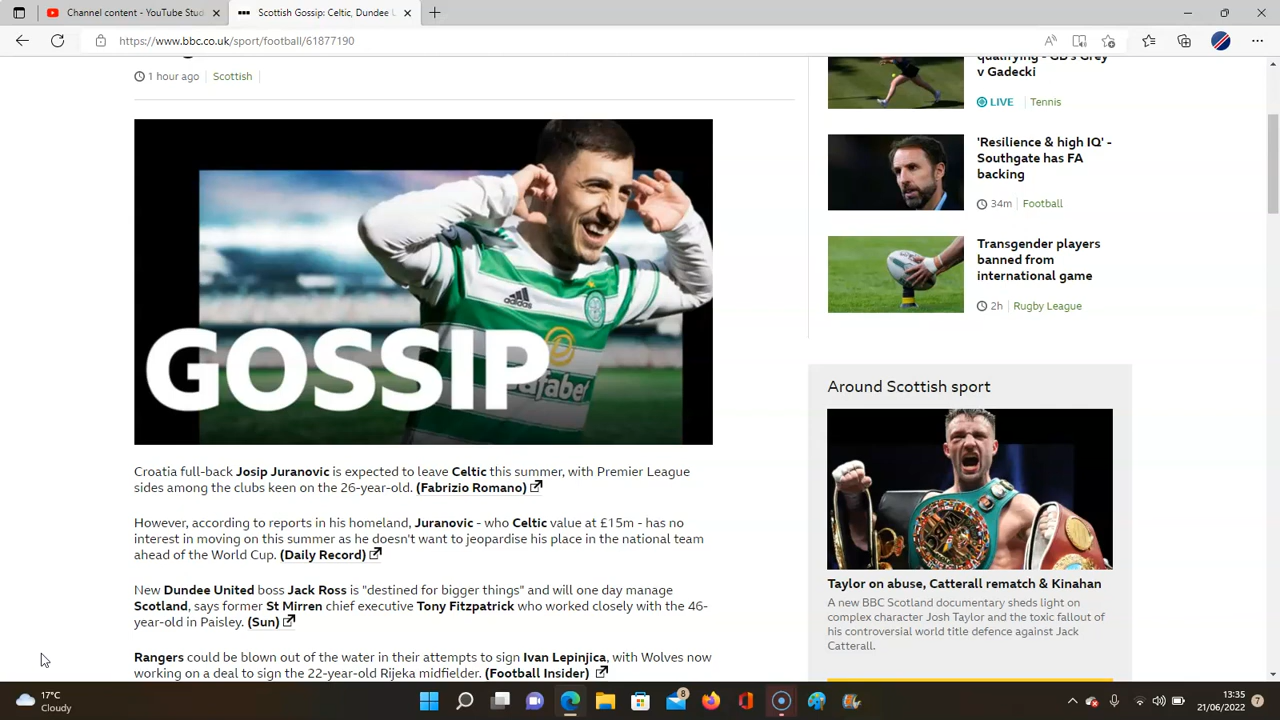 Channel content - YouTube Stud
Scottish Gossip: Celtic, Dundee U
https://www.bbc.co.uk/sport/football/61877190
1 hour ago
Scottish
GOSSIP
adidas
Croatia full-back Josip Juranovic is expected to leave Celtic this summer, with Premier League
sides among the clubs keen on the 26-year-old. (Fabrizio Romano)
However, according to reports in his homeland, Juranovic - who Celtic value at £15m - has no
interest in moving on this summer as he doesn't want to jeopardise his place in the national team
ahead of the World Cup. (Daily Record)
New Dundee United boss Jack Ross is "destined for bigger things" and will one day manage
Scotland, says former St Mirren chief executive Tony Fitzpatrick who worked closely with the 46-
year-old in Paisley. (Sun)
Rangers could be blown out of the water in their attempts to sign Ivan Lepinjica, with Wolves now
working on a deal to sign the 22-year-old Rijeka midfielder. (Football Insider)
qualifying - GB's Grey
v Gadecki
LIVE
Tennis
'Resilience & high IQ' -
Southgate has FA
backing
34m
Football
Transgender players
banned from
international game
2h
Rugby League
Around Scottish sport
Taylor on abuse, Catterall rematch & Kinahan
A new BBC Scotland documentary sheds light on
complex character Josh Taylor and the toxic fallout of
his controversial world title defence against Jack
Catterall.
17°C
Cloudy
8
13:35
21/06/2022
7